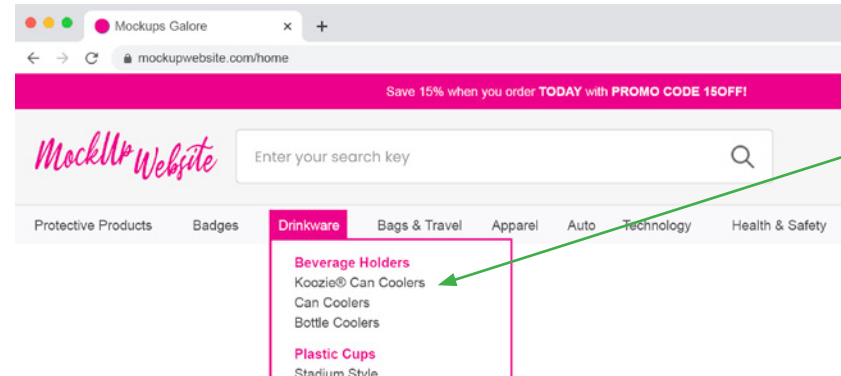 Mockups Galore
mockupwebsite.com/home
Save 15% when you order TODAY with PROMO CODE 15OFF!
MockUp Website
Enter your search key
Protective Products Badges Drinkware Bags & Travel Apparel Auto Technology Health & Safety
Beverage Holders
Koozie® Can Coolers
Can Coolers
Bottle Coolers
Plastic Cups
Stadium Style